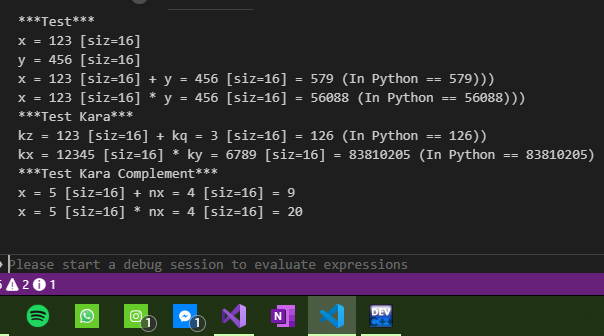 ***Test***
x = 123 [siz=16]
y = 456 [siz=16]
x = 123 [siz=16] + y = 456 [siz=16] = 579 (In Python == 579)))
x = 123 [siz=16] * y = 456 [siz=16] = 56088 (In Python == 56088)))
***Test Kara***
kz = 123 [siz=16] + kq = 3 [siz=16] = 126 (In Python == 126))
kx = 12345 [siz=16] * ky = 6789 [siz=16] = 83810205 (In Python == 83810205)
***Test Kara Complement***
x = 5 [siz=16] + nx = 4 [siz=16] = 9
x = 5 [siz=16] * nx = 4 [siz=16] = 20
Please start a debug session to evaluate expressions
2 1
1 1 N DEV